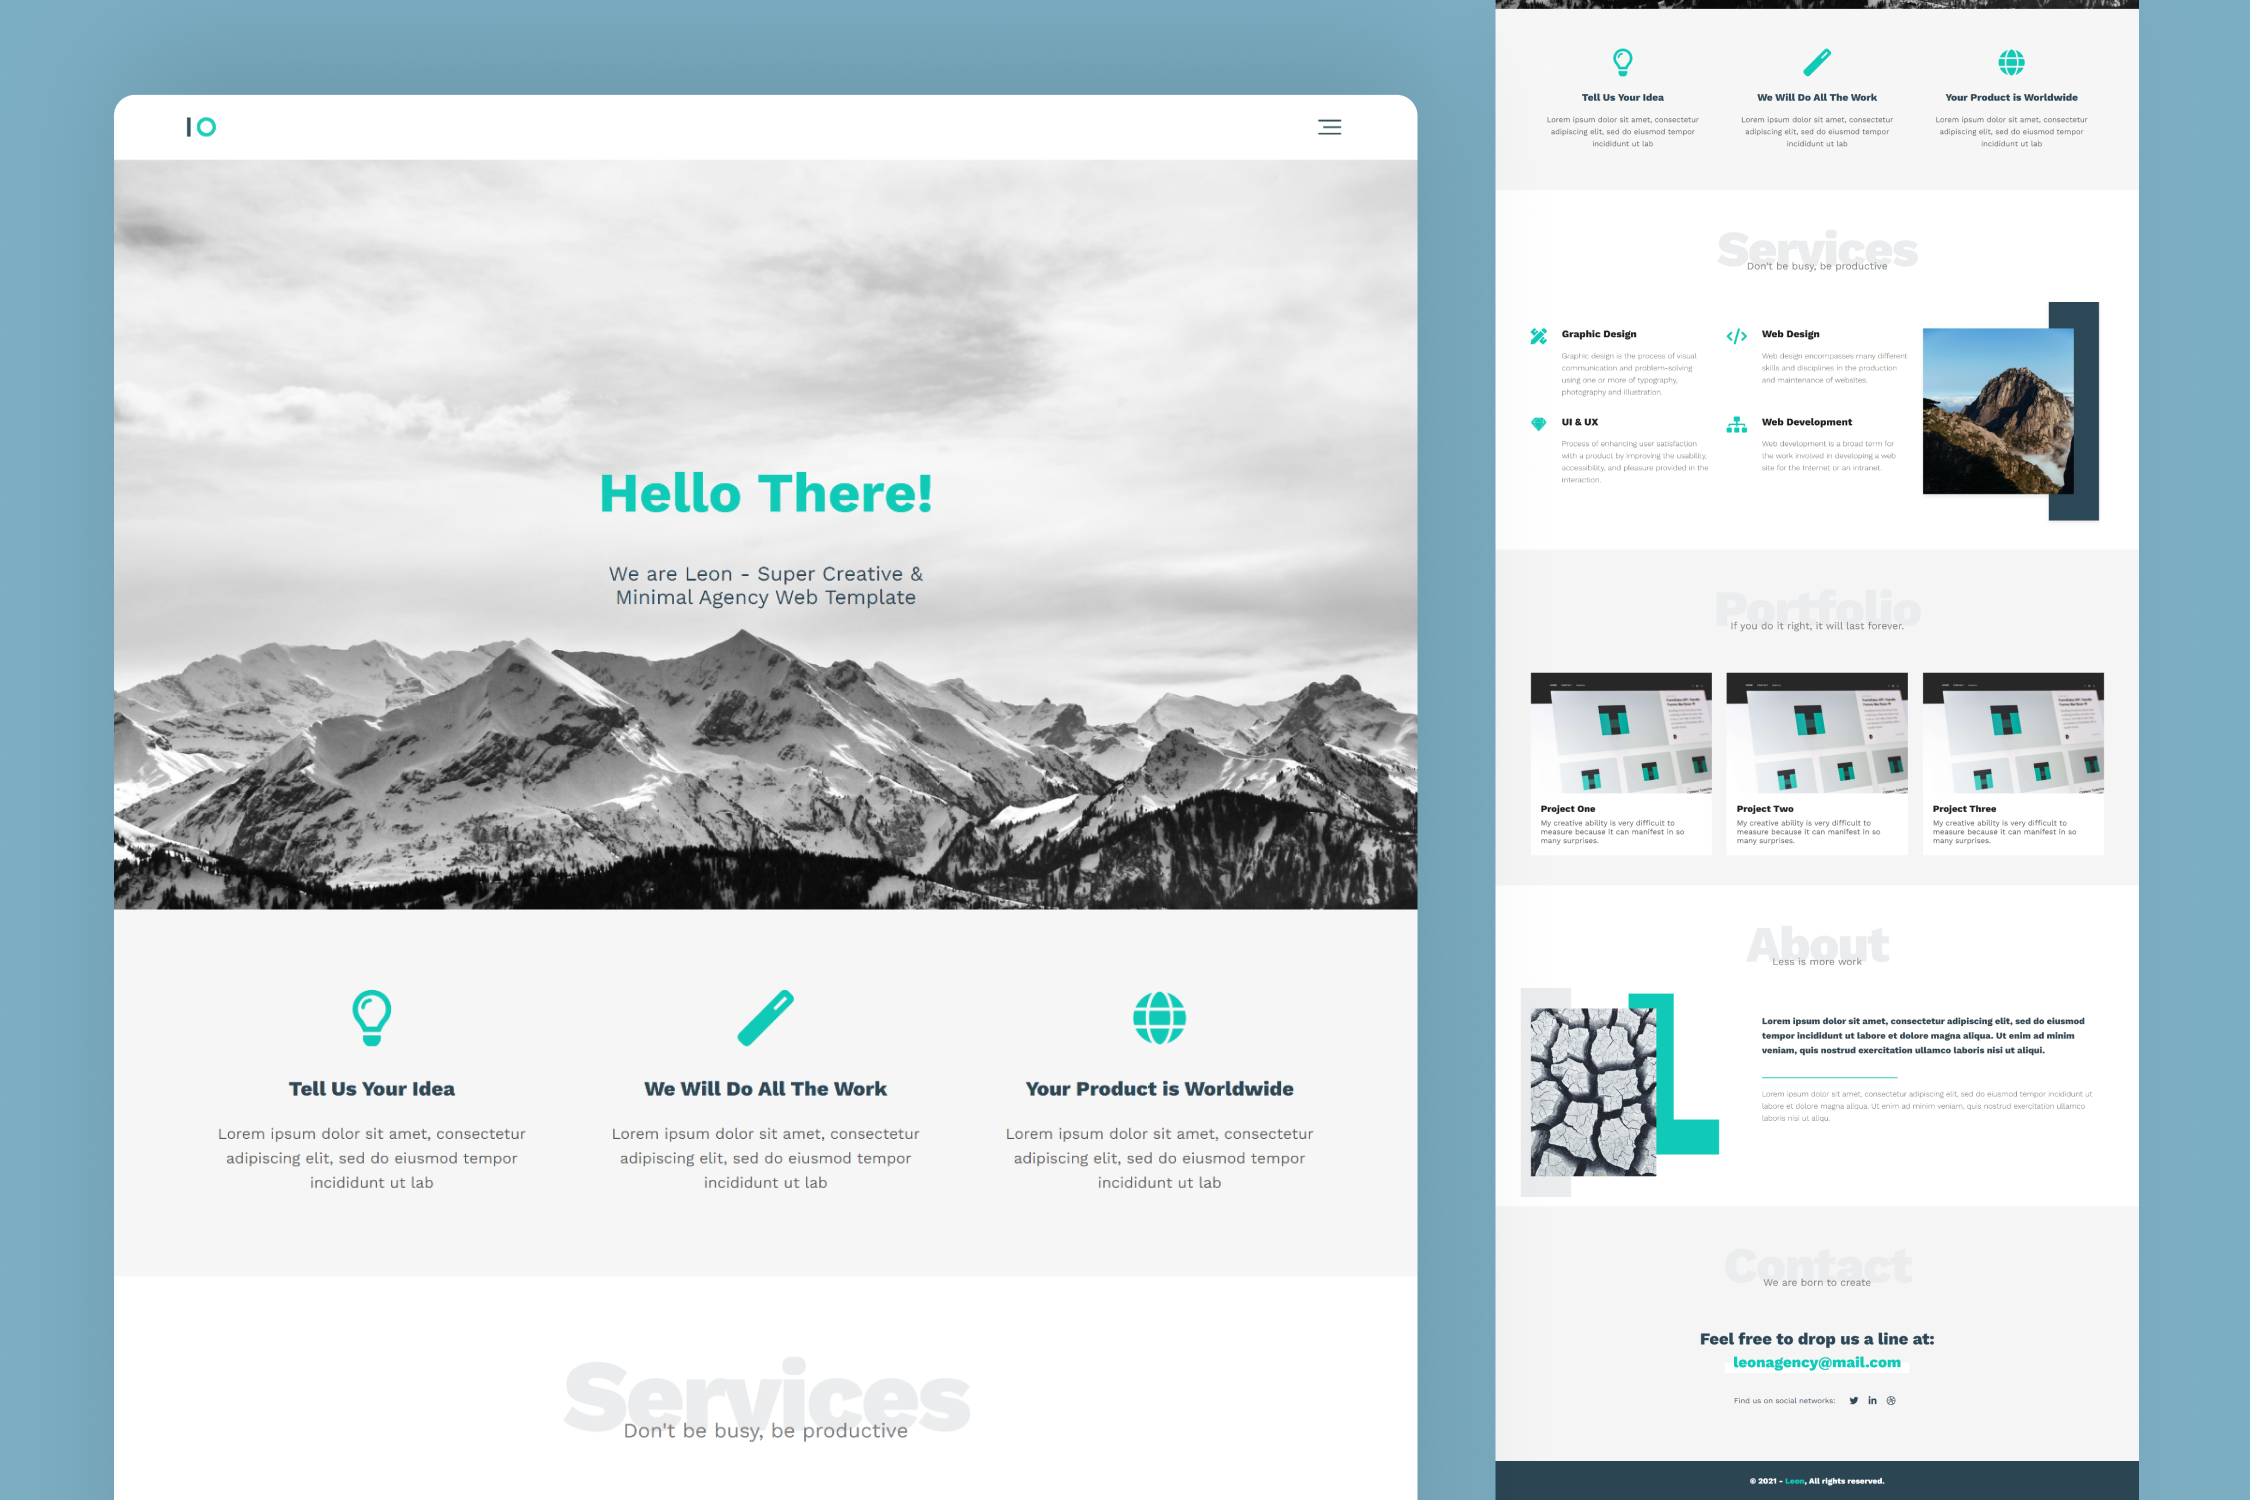 IO
Hello There!
We are Leon - Super Creative &
Minimal Agency Web Template
Tell Us Your Idea
Lorem ipsum dolor sit amet, consectetur
adipiscing elit, sed do eiusmod tempor
incididunt ut lab
We Will Do All The Work
Lorem ipsum dolor sit amet, consectetur
adipiscing elit, sed do eiusmod tempor
incididunt ut lab
Your Product is Worldwide
Lorem ipsum dolor sit amet, consectetur
adipiscing elit, sed do eiusmod tempor
incididunt ut lab
Services
Don't be busy, be productive
Tell Us Your Idea
Lorem ipsum dolor sit amet, consectetur
adipiscing elit, sed do eiusmod tempor
incididunt ut lab
We Will Do All The Work
Lorem ipsum dolor sit amet, consectetur
adipiscing elit, sed do eiusmod tempor
incididunt ut lab
Your Product is Worldwide
Lorem ipsum dolor sit amet, consectetur
adipiscing elit, sed do eiusmod tempor
incididunt ut lab
Services
Don't be busy, be productive
Graphic Design
Graphic design is the process of visual
communication and problem-solving
using one or more of typography,
photography and illustration.
Web Design
Web design encompasses many different
skills and disciplines in the production
and maintenance of websites.
UI & UX
Process of enhancing user satisfaction
with a product by improving the usability,
accessibility, and pleasure provided in the
interaction.
Web Development
Web development is a broad term for
the work involved in developing a web
site for the Internet or an intranet.
Portfolio
If you do it right, it will last forever.
Project One
My creative ability is very difficult to
measure because it can manifest in so
many surprises.
Project Two
My creative ability is very difficult to
measure because it can manifest in so
many surprises.
Project Three
My creative ability is very difficult to
measure because it can manifest in so
many surprises.
About
Less is more work
Lorem ipsum dolor sit amet, consectetur adipiscing elit, sed do eiusmod
tempor incididunt ut labore et dolore magna aliqua. Ut enim ad minim
veniam, quis nostrud exercitation ullamco laboris nisi ut aliqui.
Lorem ipsum dolor sit amet, consectetur adipiscing elit, sed do eiusmod tempor incididunt ut
labore et dolore magna aliqua. Ut enim ad minim veniam, quis nostrud exercitation ullamco
laboris nisi ut aliqu.
Contact
We are born to create
Feel free to drop us a line at:
leonagency@mail.com
Find us on social networks:
© 2021 - Leon, All rights reserved.